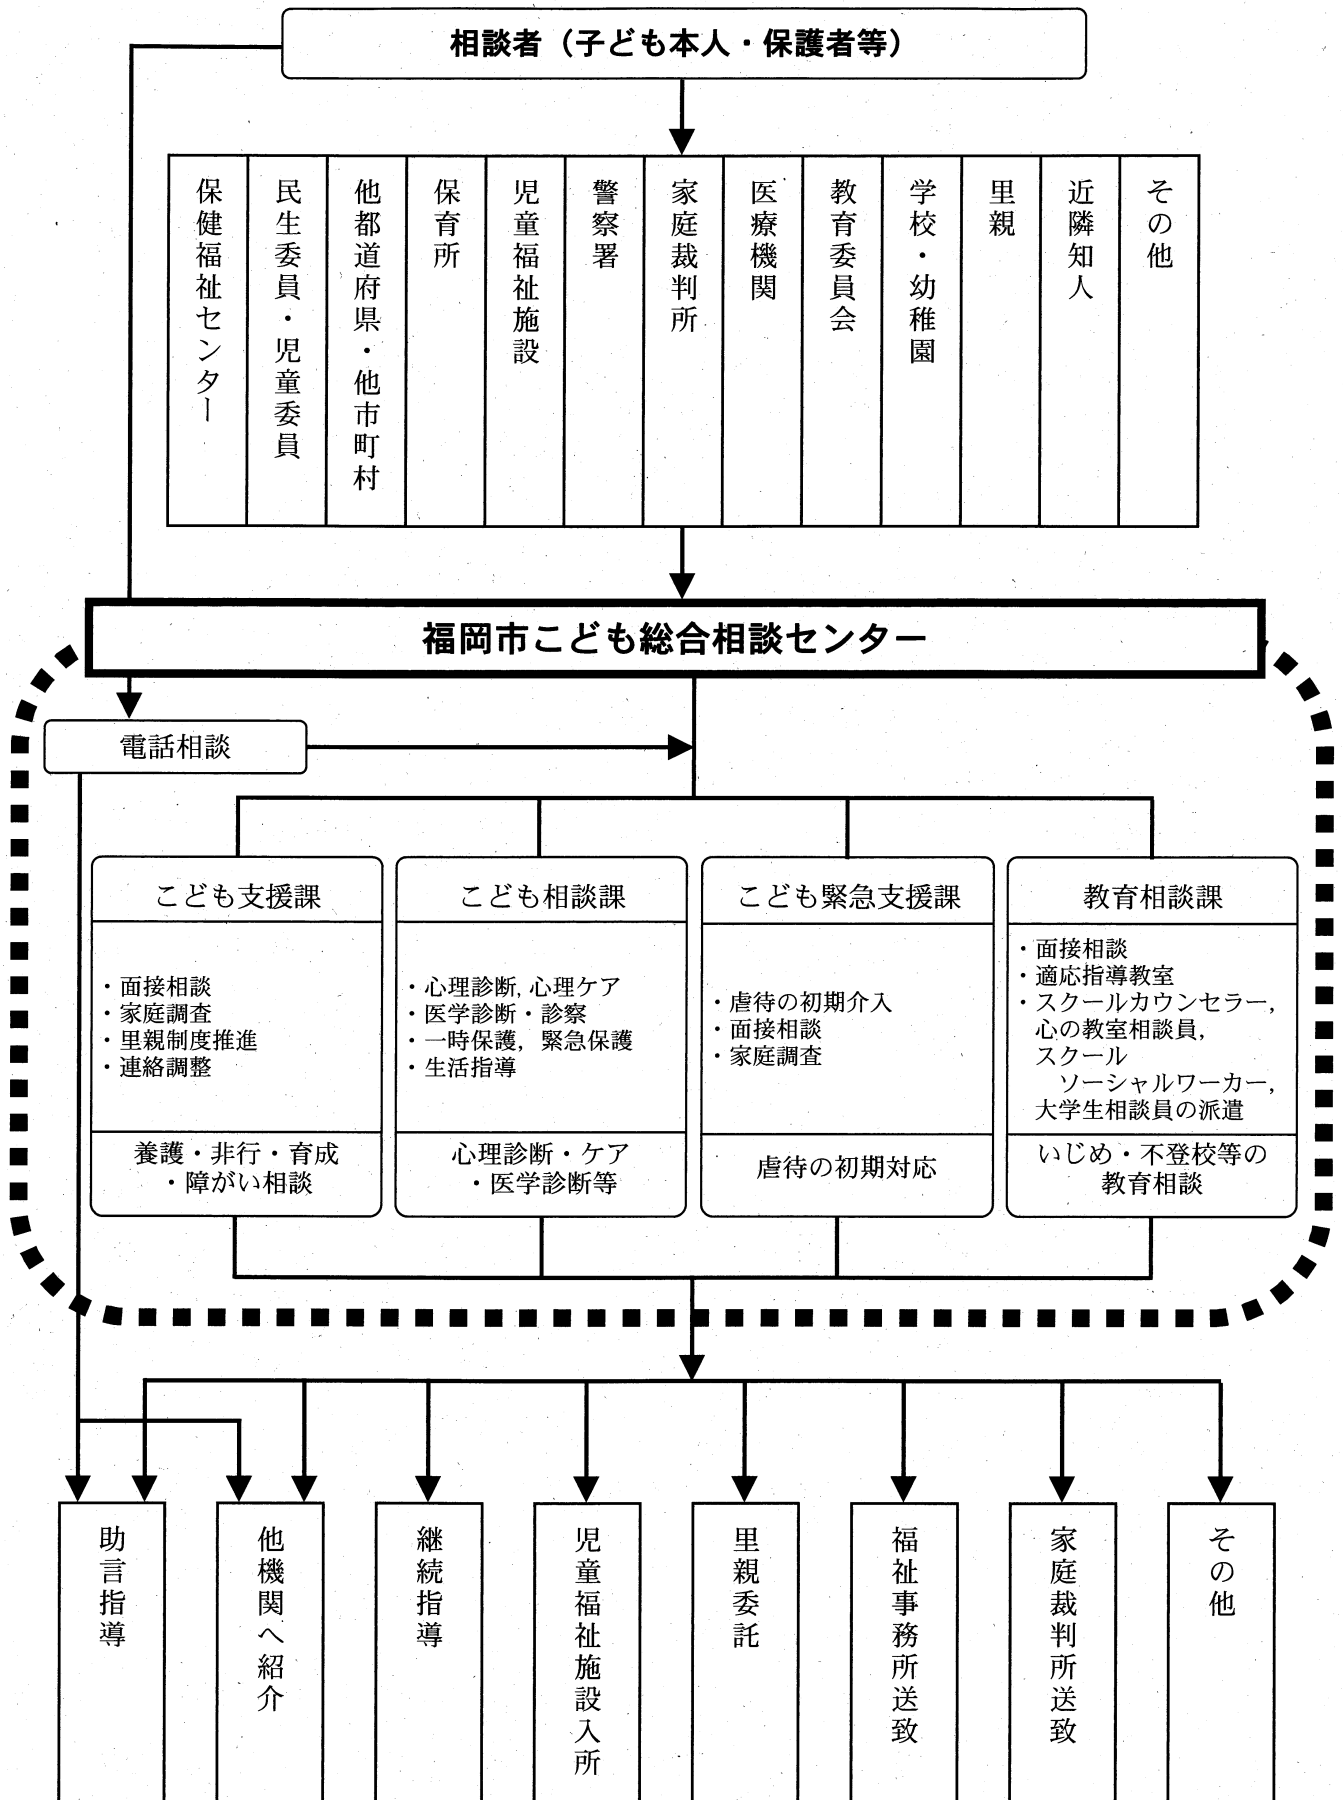 相談者（子ども本人・保護者等）
保健福祉センター
民生委員・児童委員
他都道府県・他市町村
保育所
児童福祉施設
警察署
家庭裁判所
医療機関
教育委員会
学校・幼稚園
里親
近隣知人
その他
福岡市こども総合相談センター
電話相談
こども支援課
・面接相談
・家庭調査
・里親制度推進
・連絡調整
養護・非行・育成
・障がい相談
こども相談課
・心理診断, 心理ケア
・医学診断・診察
・一時保護，緊急保護
・生活指導
心理診断・ケア
・医学診断等
こども緊急支援課
・虐待の初期介入
・面接相談
・家庭調査
虐待の初期対応
教育相談課
・面接相談
・適応指導教室
・スクールカウンセラー，
心の教室相談員，
スクール
ソーシャルワーカー，
大学生相談員の派遣
いじめ・不登校等の
教育相談
助言指導
他機関へ紹介
継続指導
児童福祉施設入所
里親委託
福祉事務所送致
家庭裁判所送致
その他